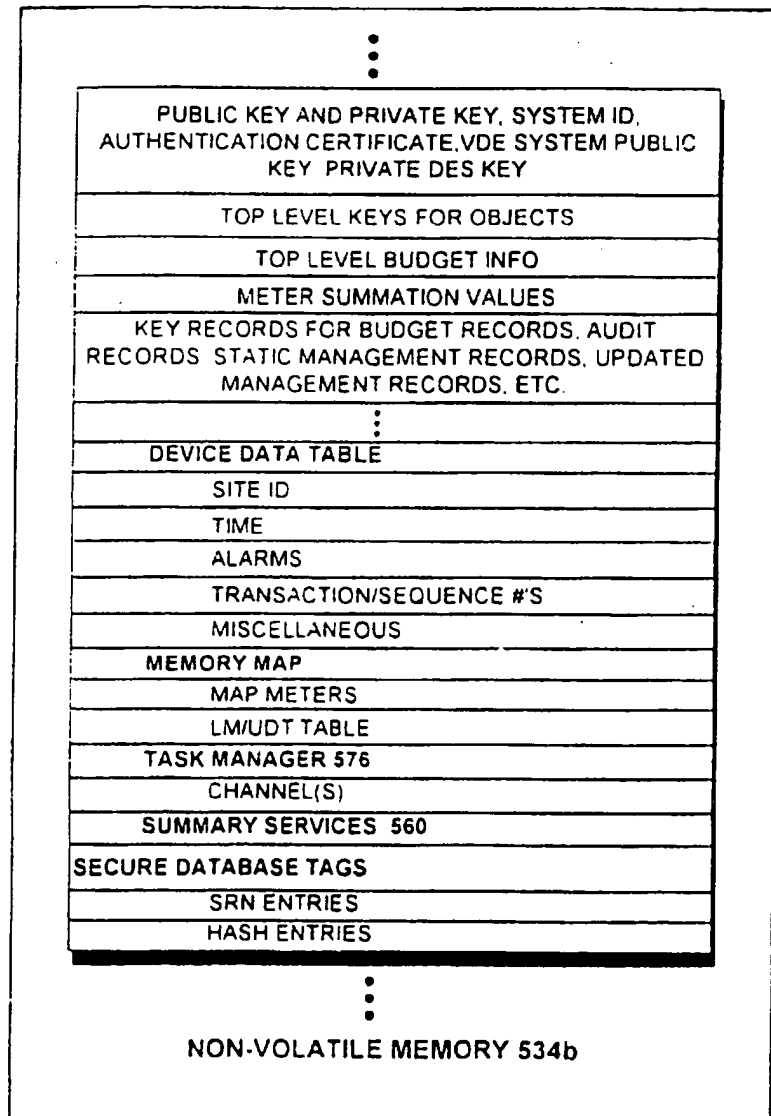 PUBLIC KEY AND PRIVATE KEY, SYSTEM ID,
AUTHENTICATION CERTIFICATE,VDE SYSTEM PUBLIC
KEY PRIVATE DES KEY
TOP LEVEL KEYS FOR OBJECTS
TOP LEVEL BUDGET INFO
METER SUMMATION VALUES
KEY RECORDS FOR BUDGET RECORDS, AUDIT
RECORDS STATIC MANAGEMENT RECORDS, UPDATED
MANAGEMENT RECORDS, ETC.
DEVICE DATA TABLE
SITE ID
TIME
ALARMS
TRANSACTION/SEQUENCE #'S
MISCELLANEOUS
MEMORY MAP
MAP METERS
LM/UDT TABLE
TASK MANAGER 576
CHANNEL(S)
SUMMARY SERVICES 560
SECURE DATABASE TAGS
SRN ENTRIES
HASH ENTRIES
NON-VOLATILE MEMORY 534b